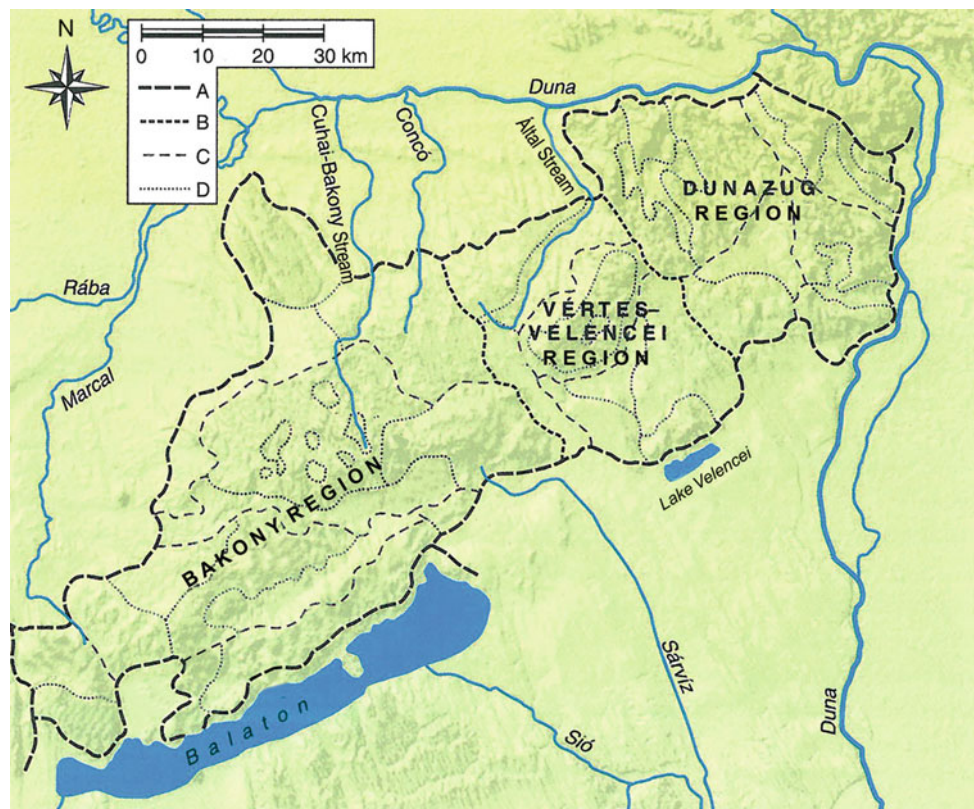 N
0 10 20 30 km
A
B
C
D
Duna
Cuhai-Bakony Stream
Concó
Által Stream
DUNAZUG
REGION
Rába
Marcal
VÉRTES–
VELENCEI
REGION
Lake Velencei
BAKONY REGION
Balaton
Sió
Sárvíz
Duna